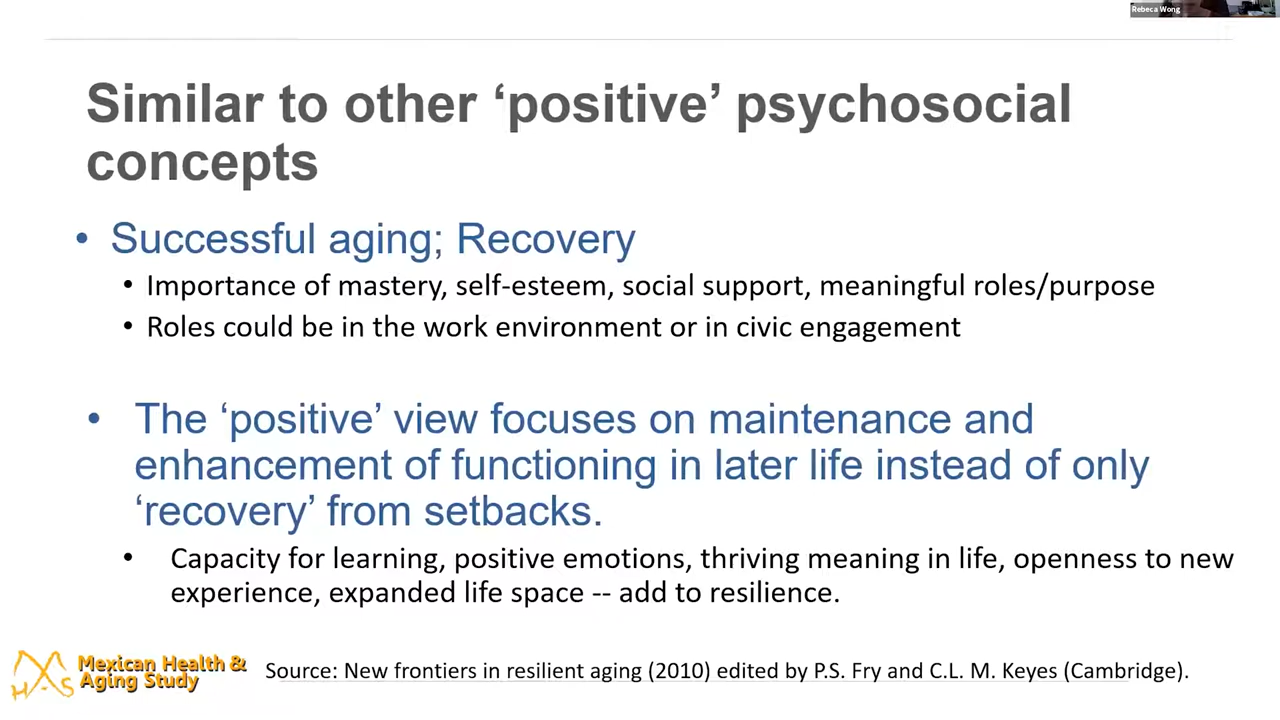 Rebeca Wong
Similar to other ‘positive’ psychosocial
concepts
• Successful aging; Recovery
• Importance of mastery, self-esteem, social support, meaningful roles/purpose
• Roles could be in the work environment or in civic engagement
• The ‘positive’ view focuses on maintenance and
enhancement of functioning in later life instead of only
‘recovery’ from setbacks.
• Capacity for learning, positive emotions, thriving meaning in life, openness to new
experience, expanded life space -- add to resilience.
Mexican Health &
Aging Study
Source: New frontiers in resilient aging (2010) edited by P.S. Fry and C.L. M. Keyes (Cambridge).